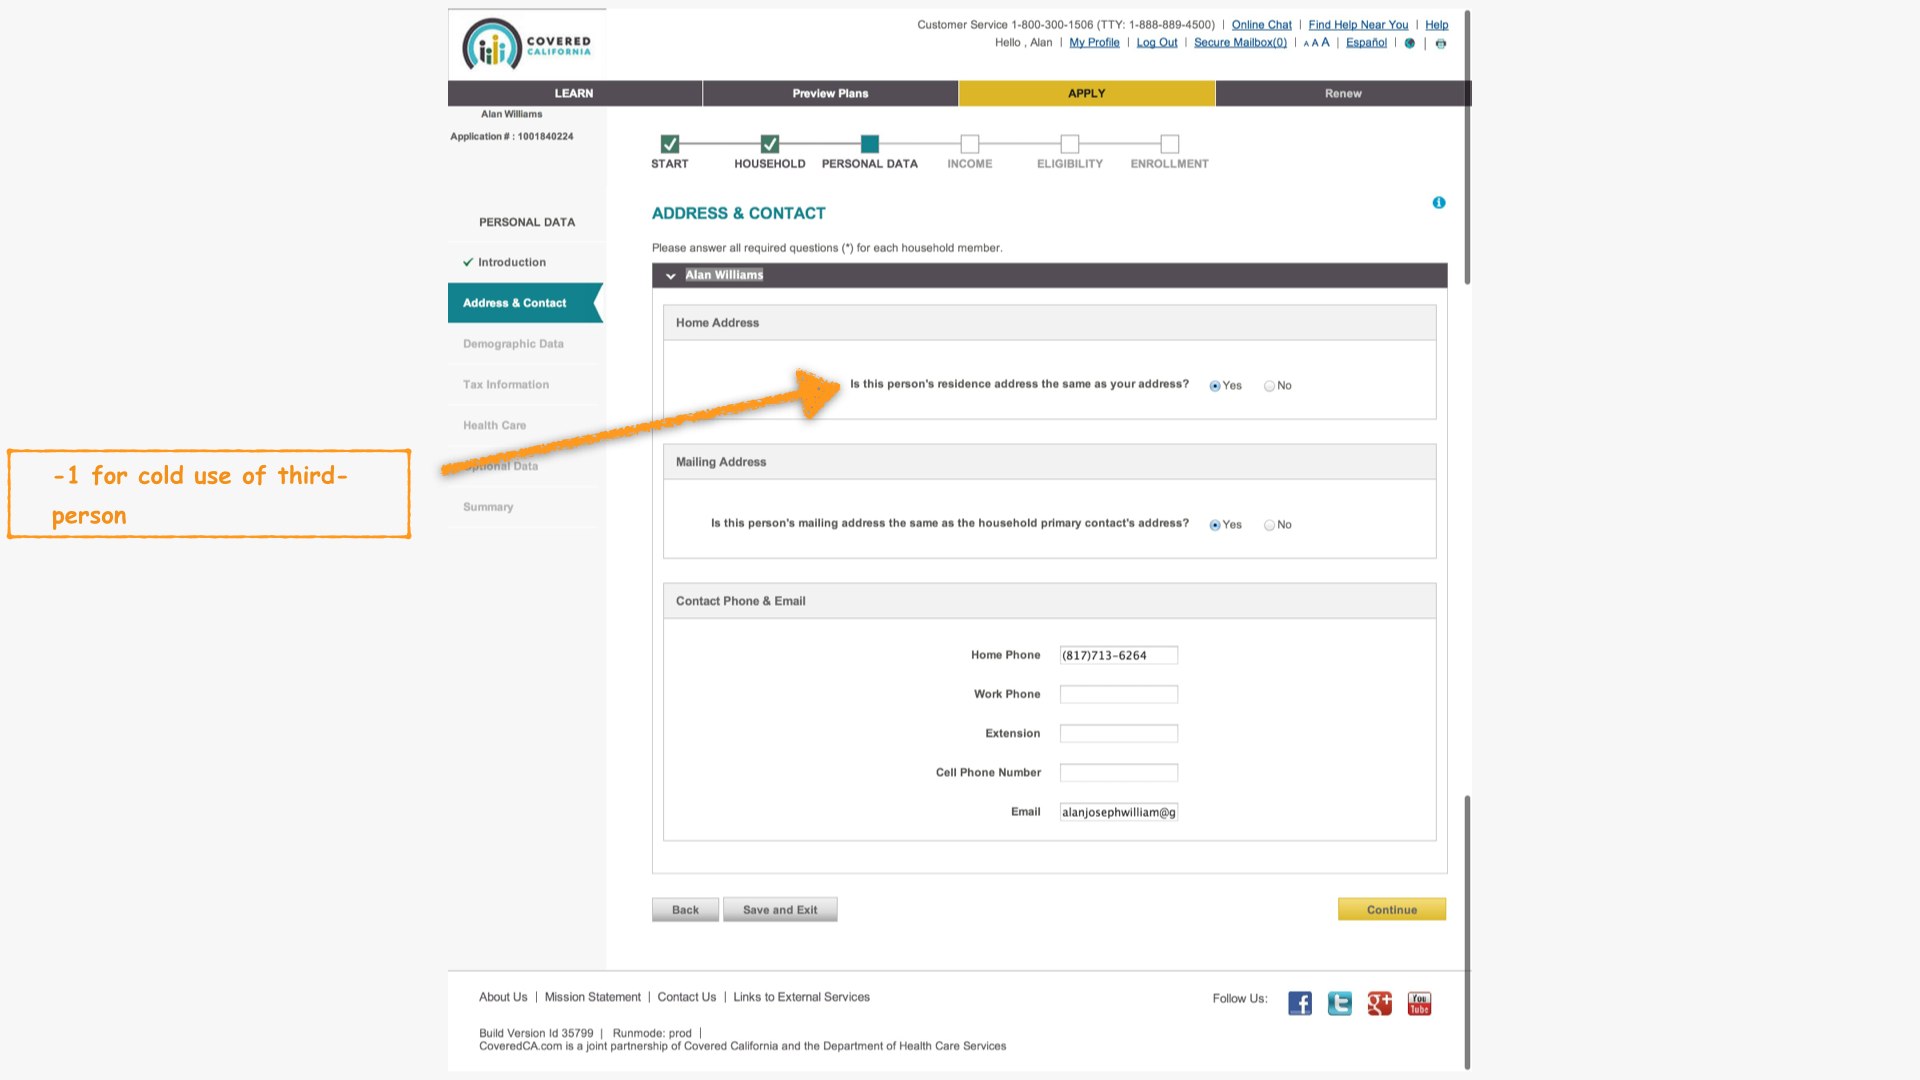 COVERED
CALIFORNIA
Customer Service 1-800-300-1506 (TTY: 1-888-889-4500) | Online Chat | Find Help Near You | Help
Hello , Alan | My Profile | Log Out | Secure Mailbox(0) | A A A | Español |
LEARN
Preview Plans
APPLY
Renew
Alan Williams
Application # : 1001840224
START
HOUSEHOLD
PERSONAL DATA
INCOME
ELIGIBILITY
ENROLLMENT
PERSONAL DATA
Introduction
Address & Contact
Demographic Data
Tax Information
Health Care
Optional Data
Summary
-1 for cold use of third-
person
ADDRESS & CONTACT
Please answer all required questions (*) for each household member.
Alan Williams
Home Address
Is this person's residence address the same as your address? Yes No
Mailing Address
Is this person's mailing address the same as the household primary contact's address? Yes No
Contact Phone & Email
Home Phone (817)713-6264
Work Phone
Extension
Cell Phone Number
Email alanjosephwilliam@g
Back
Save and Exit
Continue
About Us | Mission Statement | Contact Us | Links to External Services
Follow Us:
f
t
g+
You
Tube
Build Version Id 35799 | Runmode: prod |
CoveredCA.com is a joint partnership of Covered California and the Department of Health Care Services